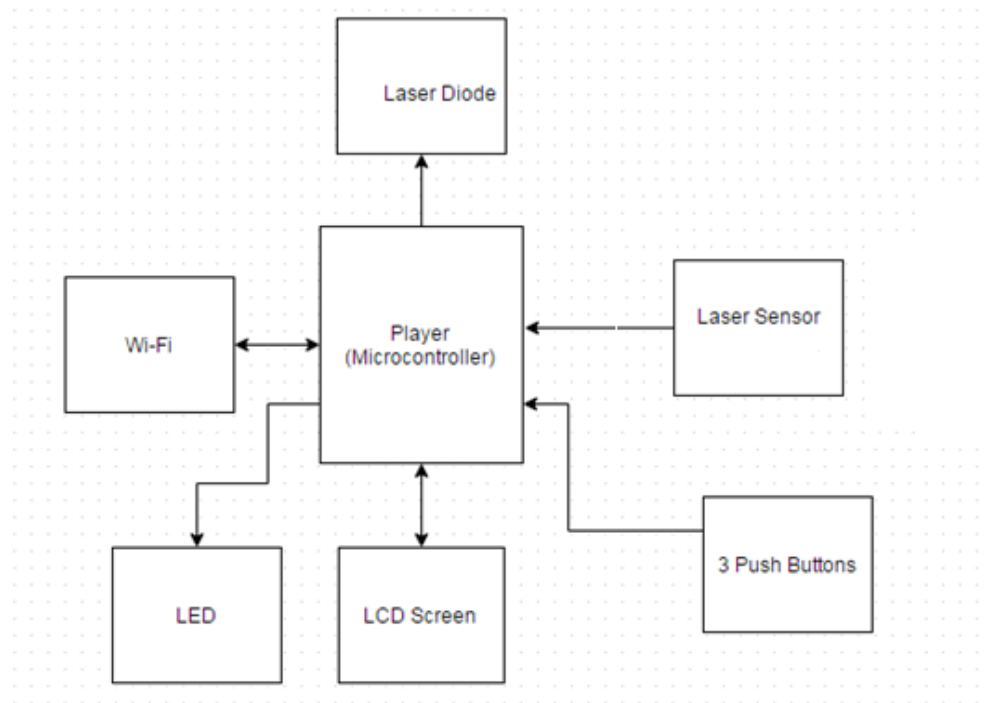 Laser Diode
Wi-Fi
Player
(Microcontroller)
Laser Sensor
LED
LCD Screen
3 Push Buttons